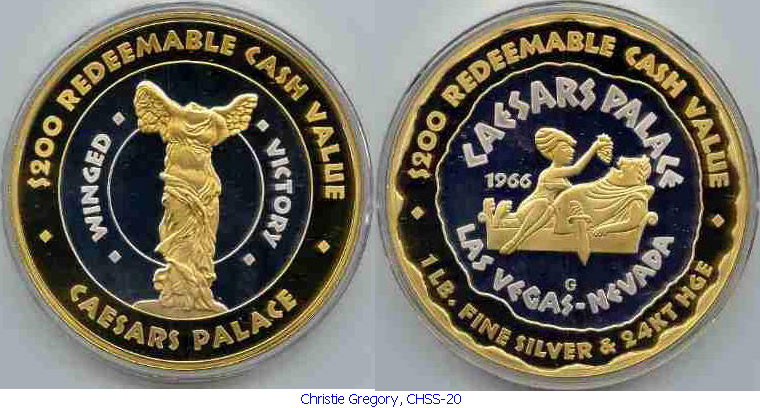 $200 REDEEMABLE CASH VALUE
WINGED
VICTORY
CAESARS PALACE
$200 REDEEMABLE CASH VALUE
CAESARS PALACE
1966
LAS VEGAS-NEVADA
G
1 LB. FINE SILVER & 24KT HGE
Christie Gregory, CHSS-20